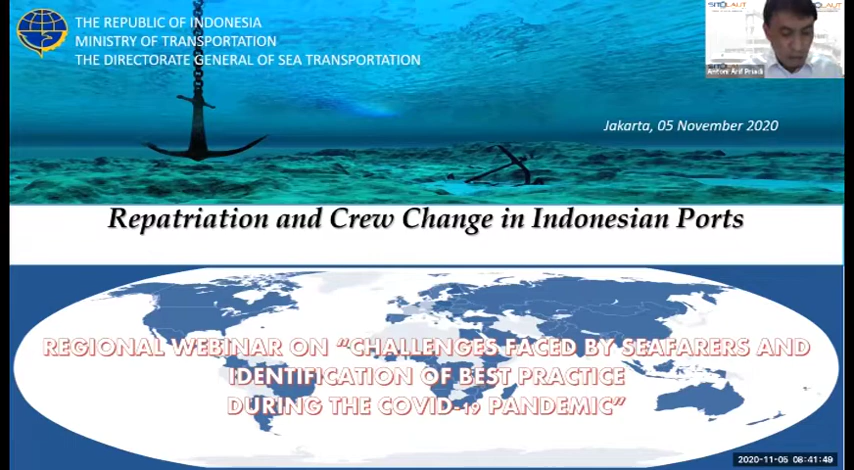 THE REPUBLIC OF INDONESIA
MINISTRY OF TRANSPORTATION
THE DIRECTORATE GENERAL OF SEA TRANSPORTATION
Jakarta, 05 November 2020
Repatriation and Crew Change in Indonesian Ports
REGIONAL WEBINAR ON “CHALLENGES FACED BY SEAFARERS AND
IDENTIFICATION OF BEST PRACTICE
DURING THE COVID-19 PANDEMIC”
2020-11-05 08:41:49